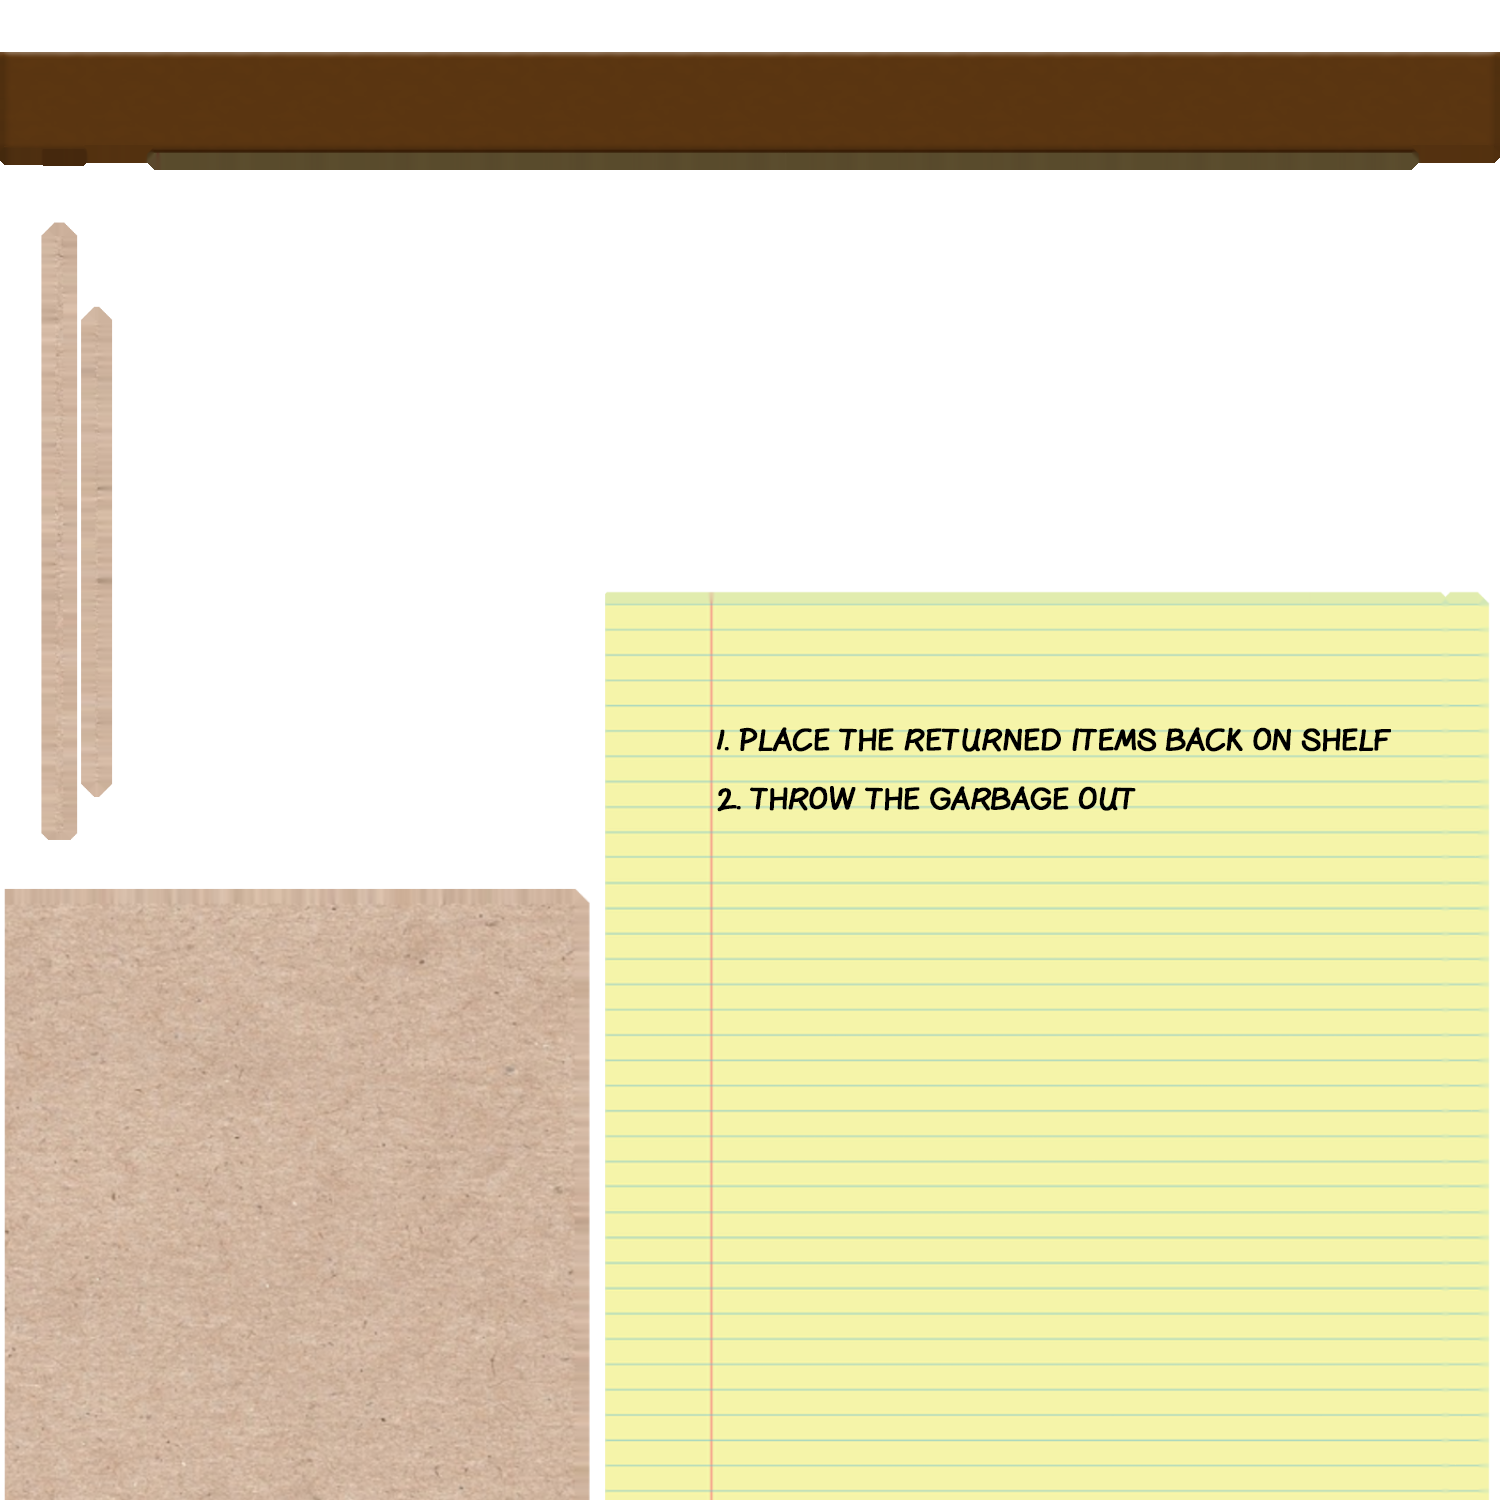 1. PLACE THE RETURNED ITEMS BACK ON SHELF
2. THROW THE GARBAGE OUT